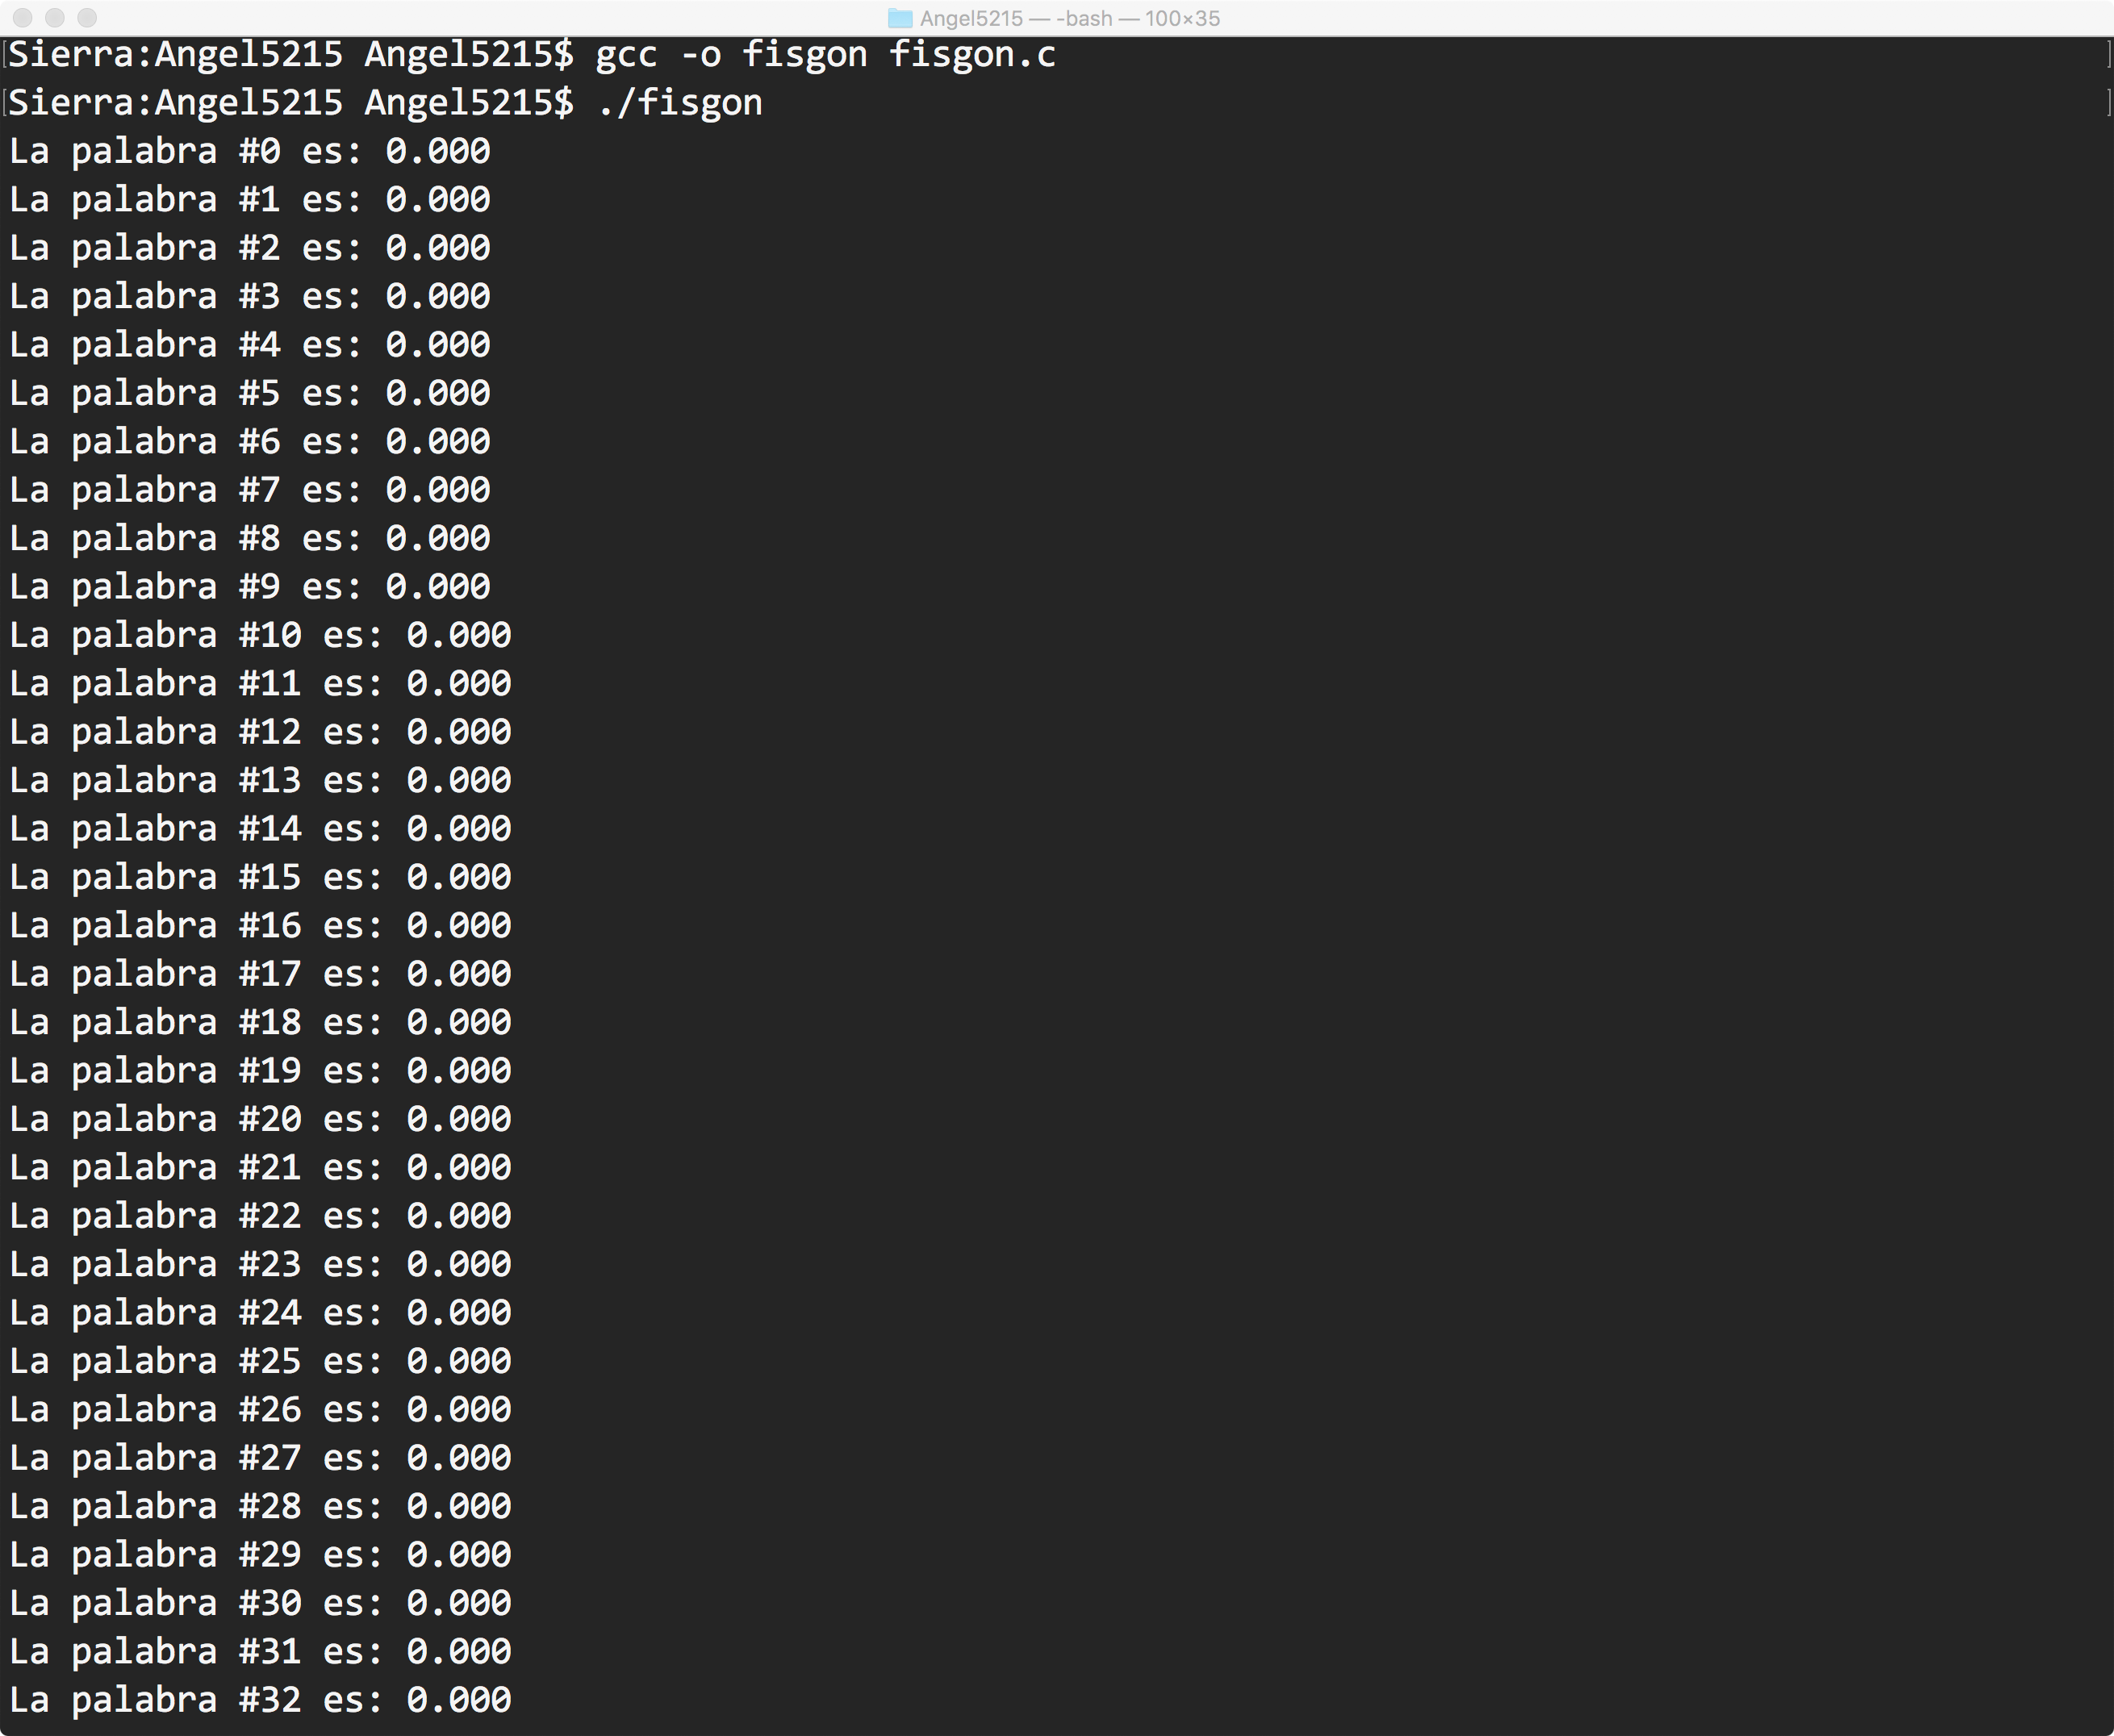 Angel5215 — -bash — 100×35
Sierra:Angel5215 Angel5215$ gcc -o fisgon fisgon.c
Sierra:Angel5215 Angel5215$ ./fisgon
La palabra #0 es: 0.000
La palabra #1 es: 0.000
La palabra #2 es: 0.000
La palabra #3 es: 0.000
La palabra #4 es: 0.000
La palabra #5 es: 0.000
La palabra #6 es: 0.000
La palabra #7 es: 0.000
La palabra #8 es: 0.000
La palabra #9 es: 0.000
La palabra #10 es: 0.000
La palabra #11 es: 0.000
La palabra #12 es: 0.000
La palabra #13 es: 0.000
La palabra #14 es: 0.000
La palabra #15 es: 0.000
La palabra #16 es: 0.000
La palabra #17 es: 0.000
La palabra #18 es: 0.000
La palabra #19 es: 0.000
La palabra #20 es: 0.000
La palabra #21 es: 0.000
La palabra #22 es: 0.000
La palabra #23 es: 0.000
La palabra #24 es: 0.000
La palabra #25 es: 0.000
La palabra #26 es: 0.000
La palabra #27 es: 0.000
La palabra #28 es: 0.000
La palabra #29 es: 0.000
La palabra #30 es: 0.000
La palabra #31 es: 0.000
La palabra #32 es: 0.000